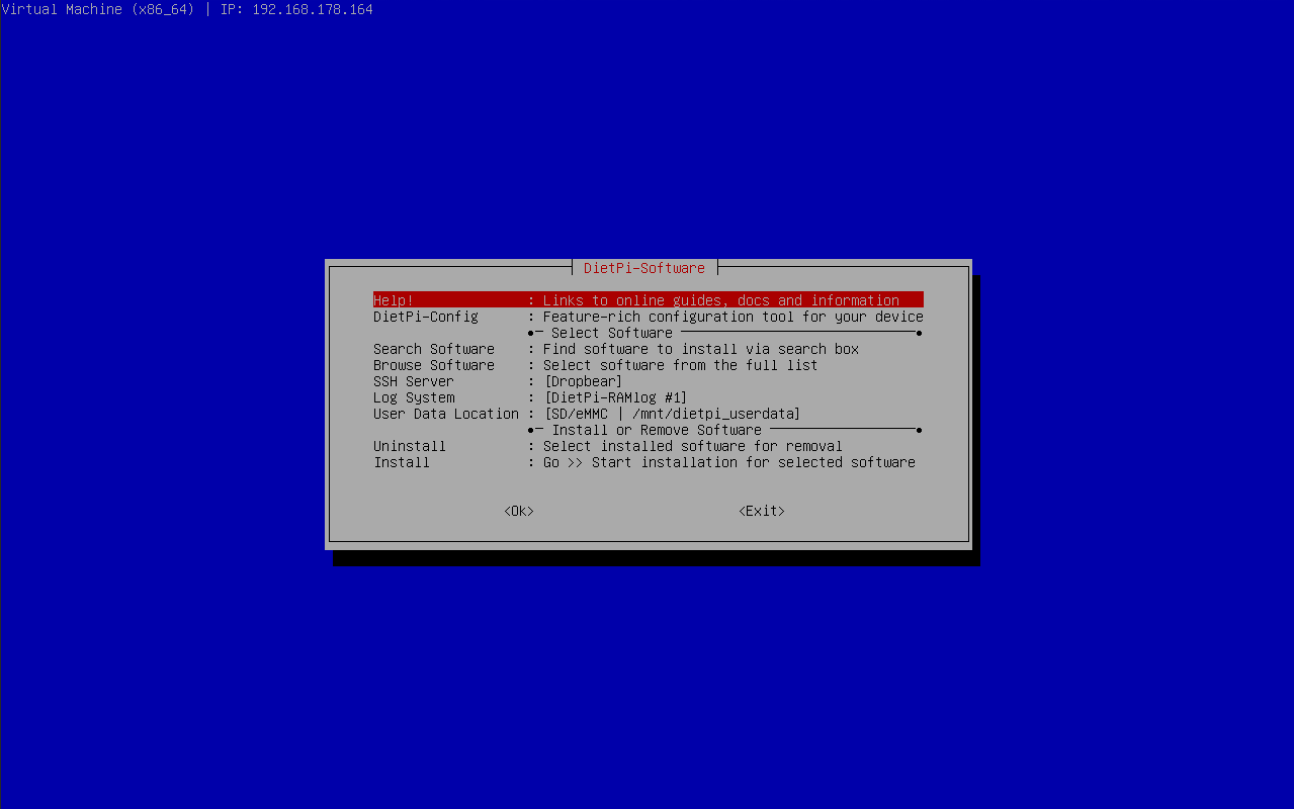 Virtual Machine (x86_64) | IP: 192.168.178.164
DietPi-Software
Help! : Links to online guides, docs and information
DietPi-Config : Feature-rich configuration tool for your device
●─ Select Software ─────────────────────────────●
Search Software : Find software to install via search box
Browse Software : Select software from the full list
SSH Server : [Dropbear]
Log System : [DietPi-RAMlog #1]
User Data Location : [SD/eMMC | /mnt/dietpi_userdata]
●─ Install or Remove Software ──────────────────●
Uninstall : Select installed software for removal
Install : Go >> Start installation for selected software
<Ok> <Exit>